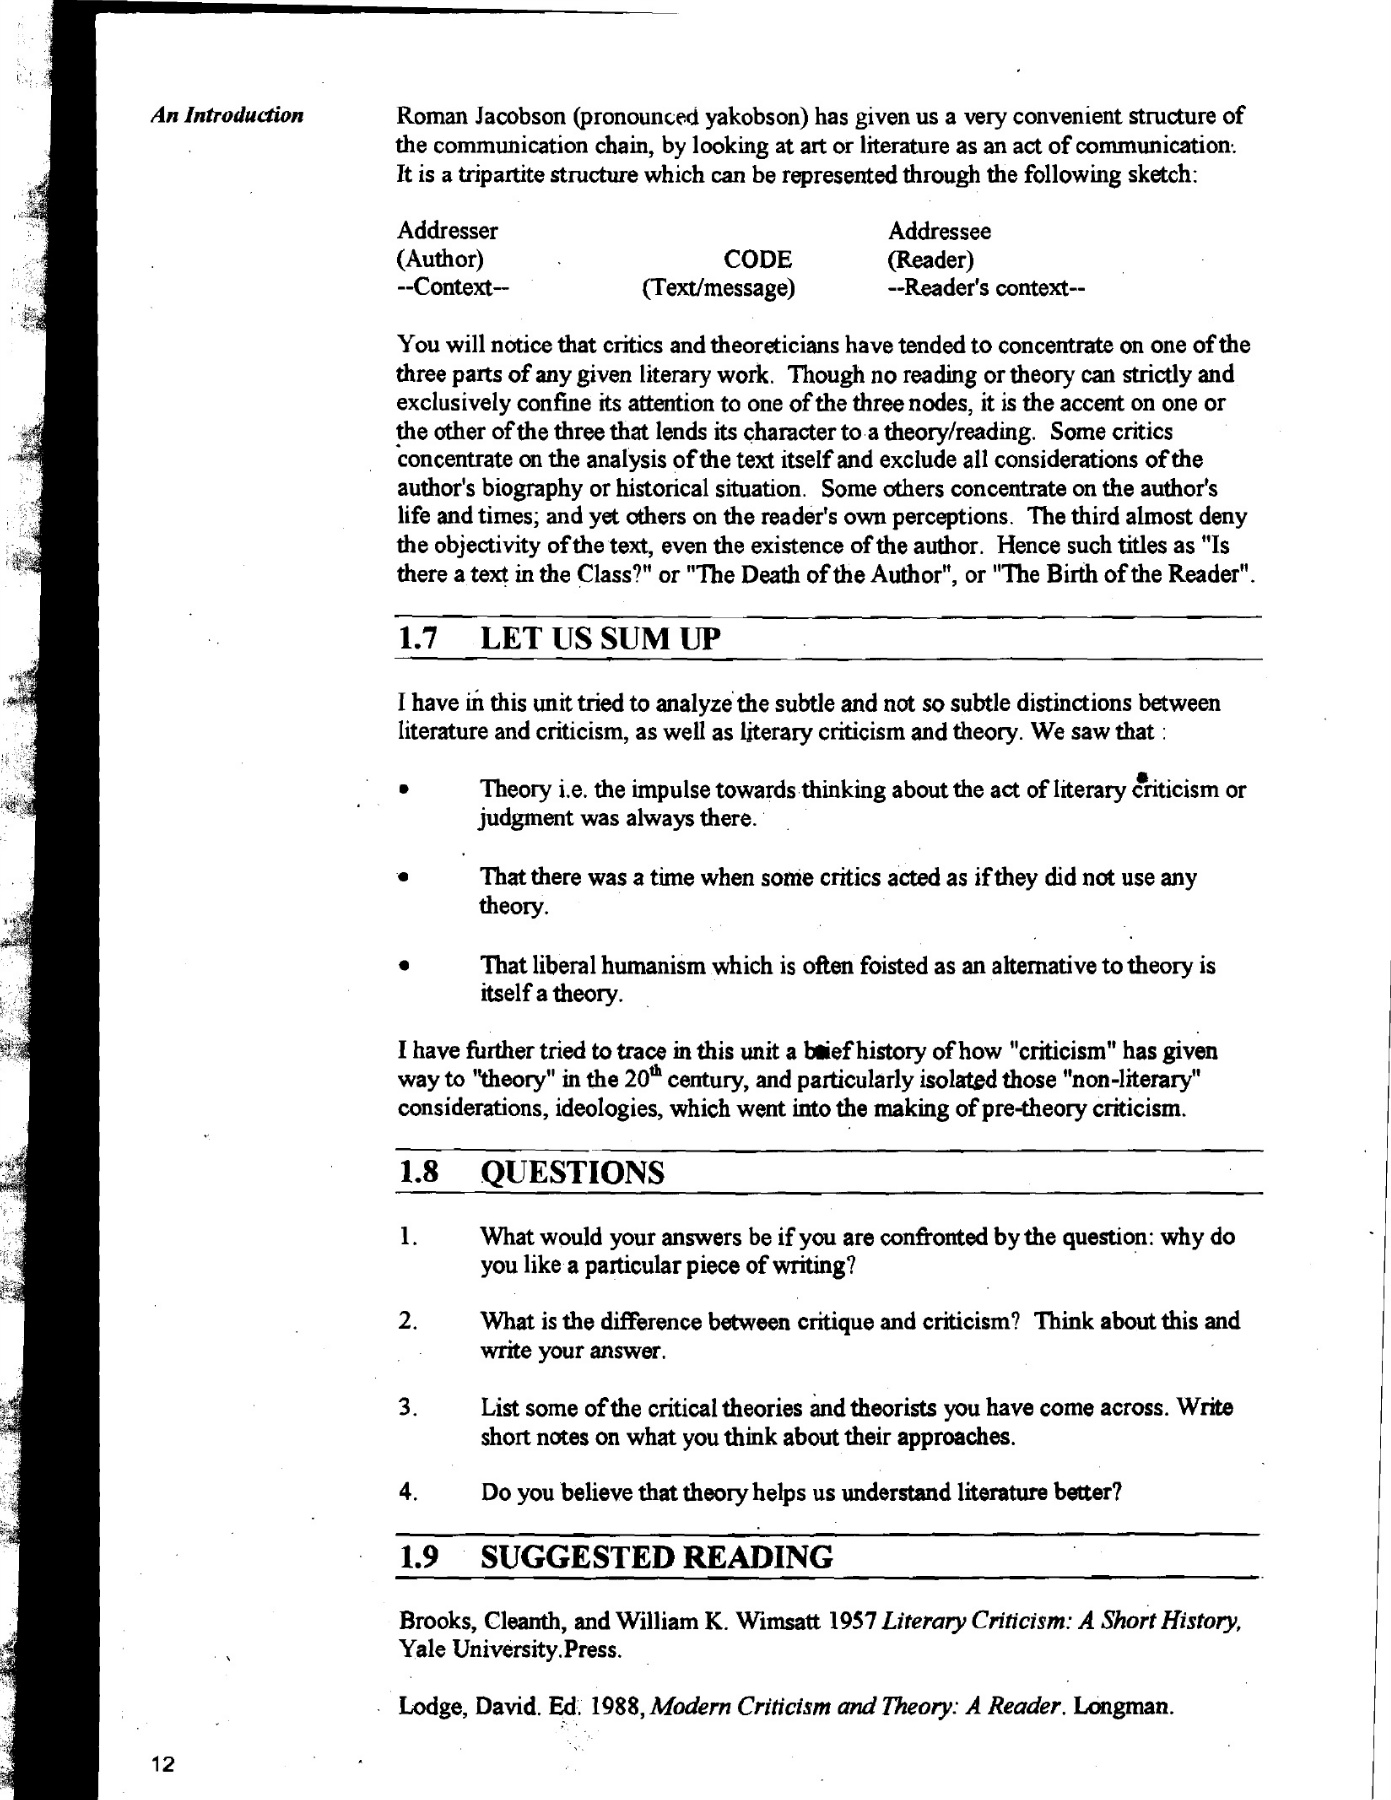 An Introduction
Roman Jacobson (pronounced yakobson) has given us a very convenient structure of
the communication chain, by looking at art or literature as an act of communication.
It is a tripartite structure which can be represented through the following sketch:
Addresser Addressee
(Author) CODE (Reader)
--Context-- (Text/message) --Reader's context--
You will notice that critics and theoreticians have tended to concentrate on one of the
three parts of any given literary work. Though no reading or theory can strictly and
exclusively confine its attention to one of the three nodes, it is the accent on one or
the other of the three that lends its character to a theory/reading. Some critics
concentrate on the analysis of the text itself and exclude all considerations of the
author's biography or historical situation. Some others concentrate on the author's
life and times; and yet others on the reader's own perceptions. The third almost deny
the objectivity of the text, even the existence of the author. Hence such titles as "Is
there a text in the Class?" or "The Death of the Author", or "The Birth of the Reader".
1.7 LET US SUM UP
I have in this unit tried to analyze the subtle and not so subtle distinctions between
literature and criticism, as well as literary criticism and theory. We saw that :
• Theory i.e. the impulse towards thinking about the act of literary criticism or
judgment was always there.
• That there was a time when some critics acted as if they did not use any
theory.
• That liberal humanism which is often foisted as an alternative to theory is
itself a theory.
I have further tried to trace in this unit a brief history of how "criticism" has given
way to "theory" in the 20th century, and particularly isolated those "non-literary"
considerations, ideologies, which went into the making of pre-theory criticism.
1.8 QUESTIONS
1. What would your answers be if you are confronted by the question: why do
you like a particular piece of writing?
2. What is the difference between critique and criticism? Think about this and
write your answer.
3. List some of the critical theories and theorists you have come across. Write
short notes on what you think about their approaches.
4. Do you believe that theory helps us understand literature better?
1.9 SUGGESTED READING
Brooks, Cleanth, and William K. Wimsatt 1957 Literary Criticism: A Short History,
Yale University.Press.
Lodge, David. Ed. 1988, Modern Criticism and Theory: A Reader. Longman.
12